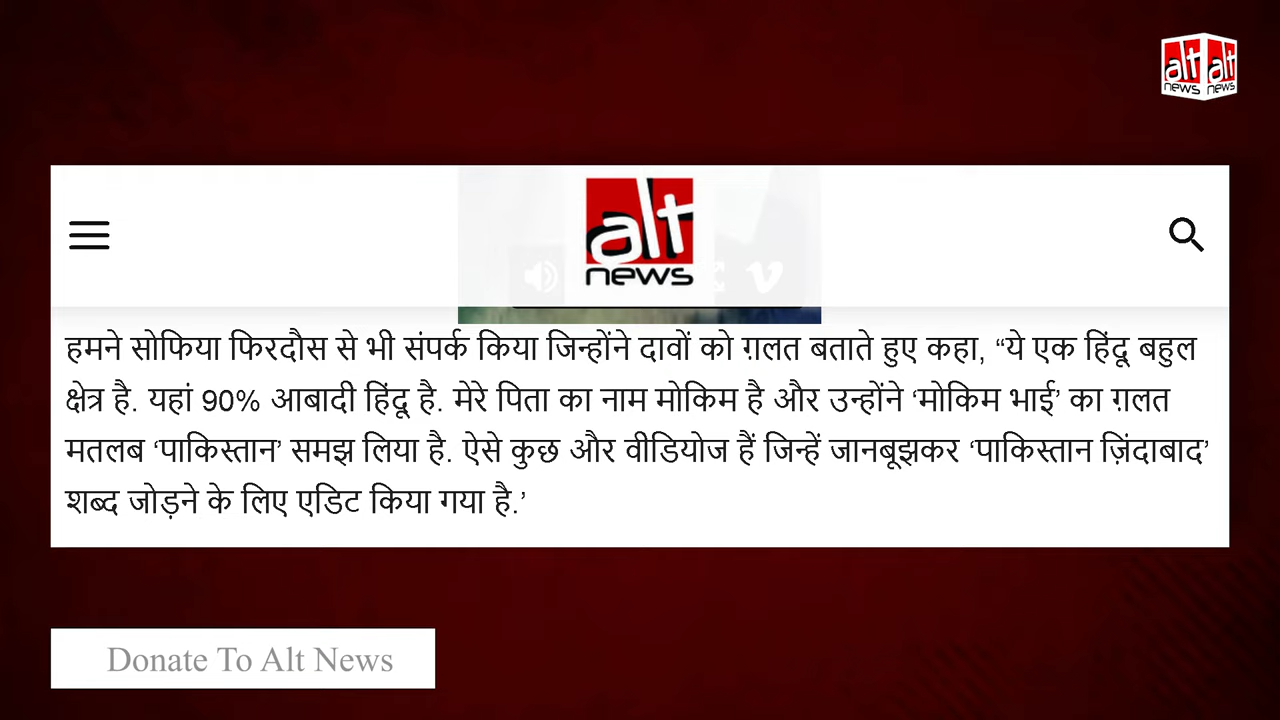 alt alt
news news
alt
news
हमने सोफिया फिरदौस से भी संपर्क किया जिन्होंने दावों को ग़लत बताते हुए कहा, “ये एक हिंदू बहुल
क्षेत्र है. यहां 90% आबादी हिंदू है. मेरे पिता का नाम मोकिम है और उन्होंने ‘मोकिम भाई’ का ग़लत
मतलब ‘पाकिस्तान’ समझ लिया है. ऐसे कुछ और वीडियोज हैं जिन्हें जानबूझकर ‘पाकिस्तान ज़िंदाबाद’
शब्द जोड़ने के लिए एडिट किया गया है.’
Donate To Alt News